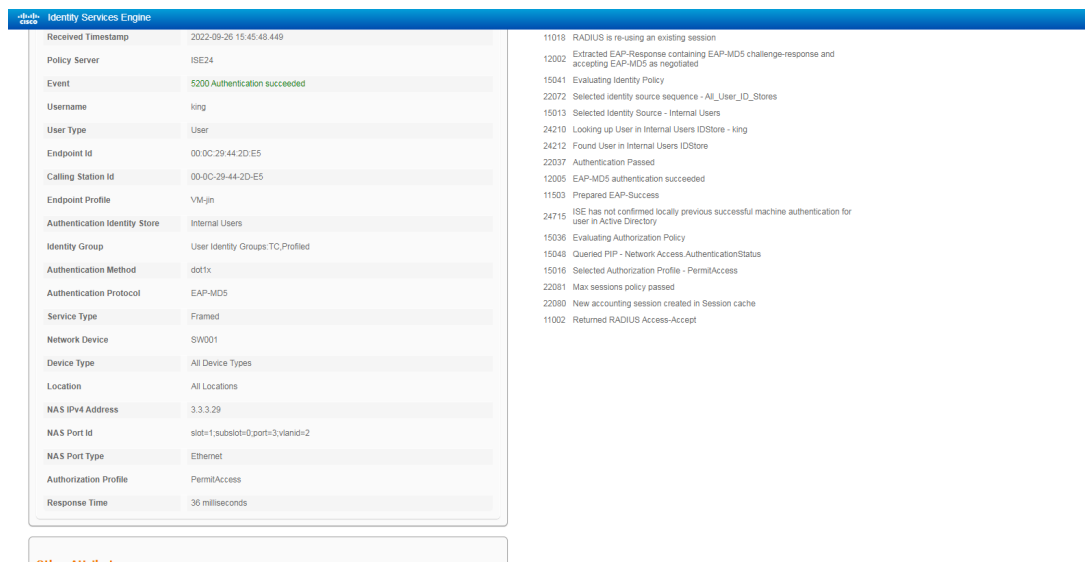 cisco Identity Services Engine
Received Timestamp 2022-09-26 15:45:48.449
Policy Server ISE24
Event 5200 Authentication succeeded
Username king
User Type User
Endpoint Id 00:0C:29:44:2D:E5
Calling Station Id 00-0C-29-44-2D-E5
Endpoint Profile VM-jin
Authentication Identity Store Internal Users
Identity Group User Identity Groups:TC,Profiled
Authentication Method dot1x
Authentication Protocol EAP-MD5
Service Type Framed
Network Device SW001
Device Type All Device Types
Location All Locations
NAS IPv4 Address 3.3.3.29
NAS Port Id slot=1;subslot=0;port=3;vlanid=2
NAS Port Type Ethernet
Authorization Profile PermitAccess
Response Time 36 milliseconds
11018 RADIUS is re-using an existing session
12002 Extracted EAP-Response containing EAP-MD5 challenge-response and
accepting EAP-MD5 as negotiated
15041 Evaluating Identity Policy
22072 Selected identity source sequence - All_User_ID_Stores
15013 Selected Identity Source - Internal Users
24210 Looking up User in Internal Users IDStore - king
24212 Found User in Internal Users IDStore
22037 Authentication Passed
12005 EAP-MD5 authentication succeeded
11503 Prepared EAP-Success
24715 ISE has not confirmed locally previous successful machine authentication for
user in Active Directory
15036 Evaluating Authorization Policy
15048 Queried PIP - Network Access.AuthenticationStatus
15016 Selected Authorization Profile - PermitAccess
22081 Max sessions policy passed
22080 New accounting session created in Session cache
11002 Returned RADIUS Access-Accept